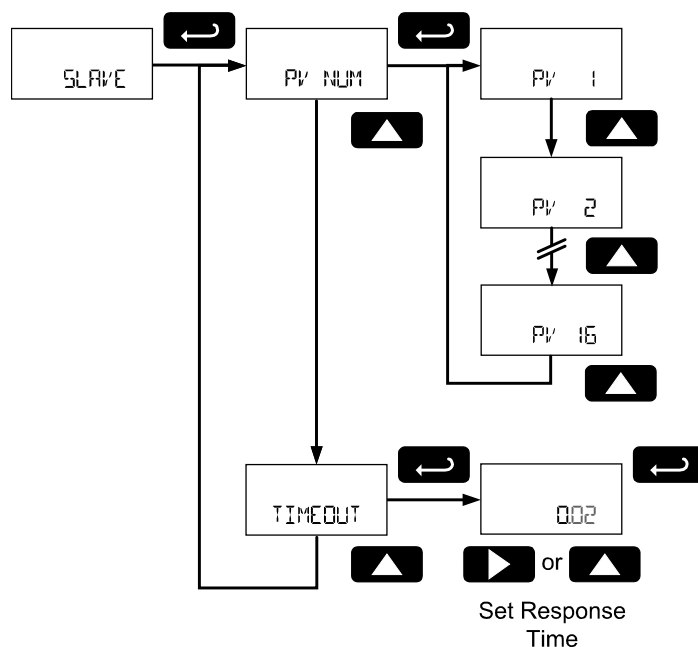 SLAVE
PV NUM
PV 1
PV 2
PV 16
TIMEOUT
0.02
or
Set Response
Time